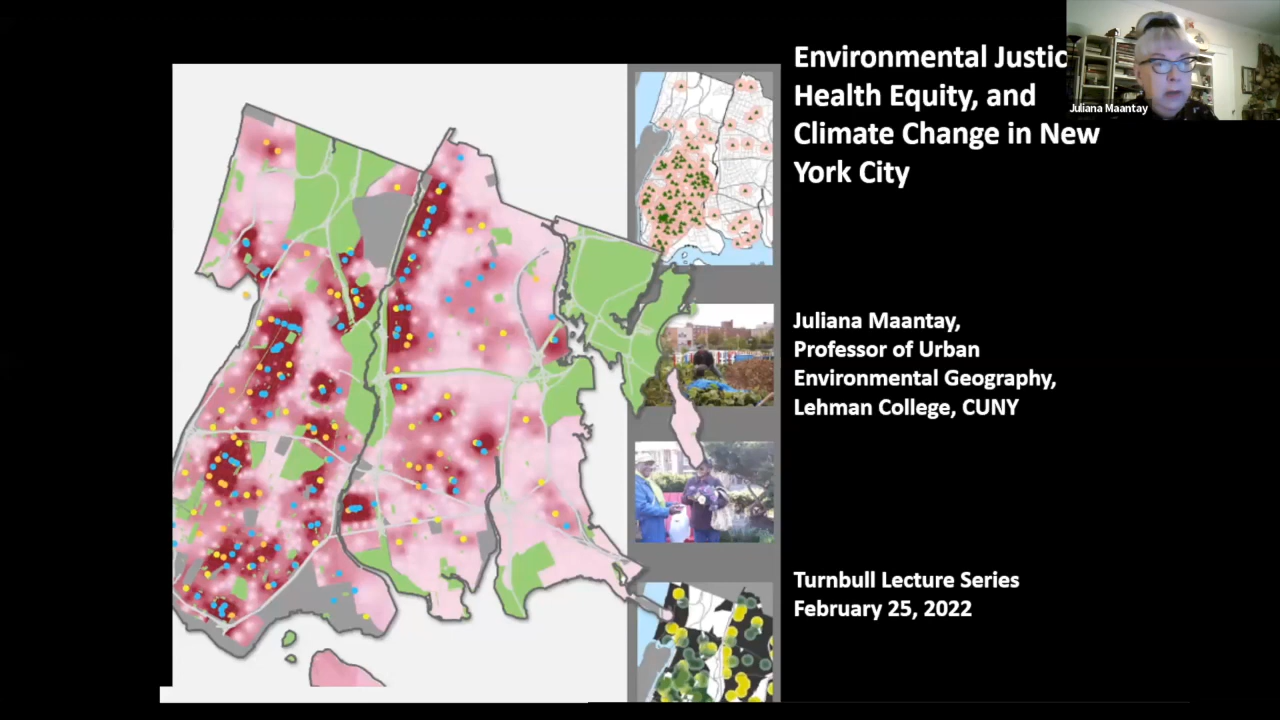 Environmental Justic
Health Equity, and
Climate Change in New
York City
Juliana Maantay
Juliana Maantay,
Professor of Urban
Environmental Geography,
Lehman College, CUNY
Turnbull Lecture Series
February 25, 2022